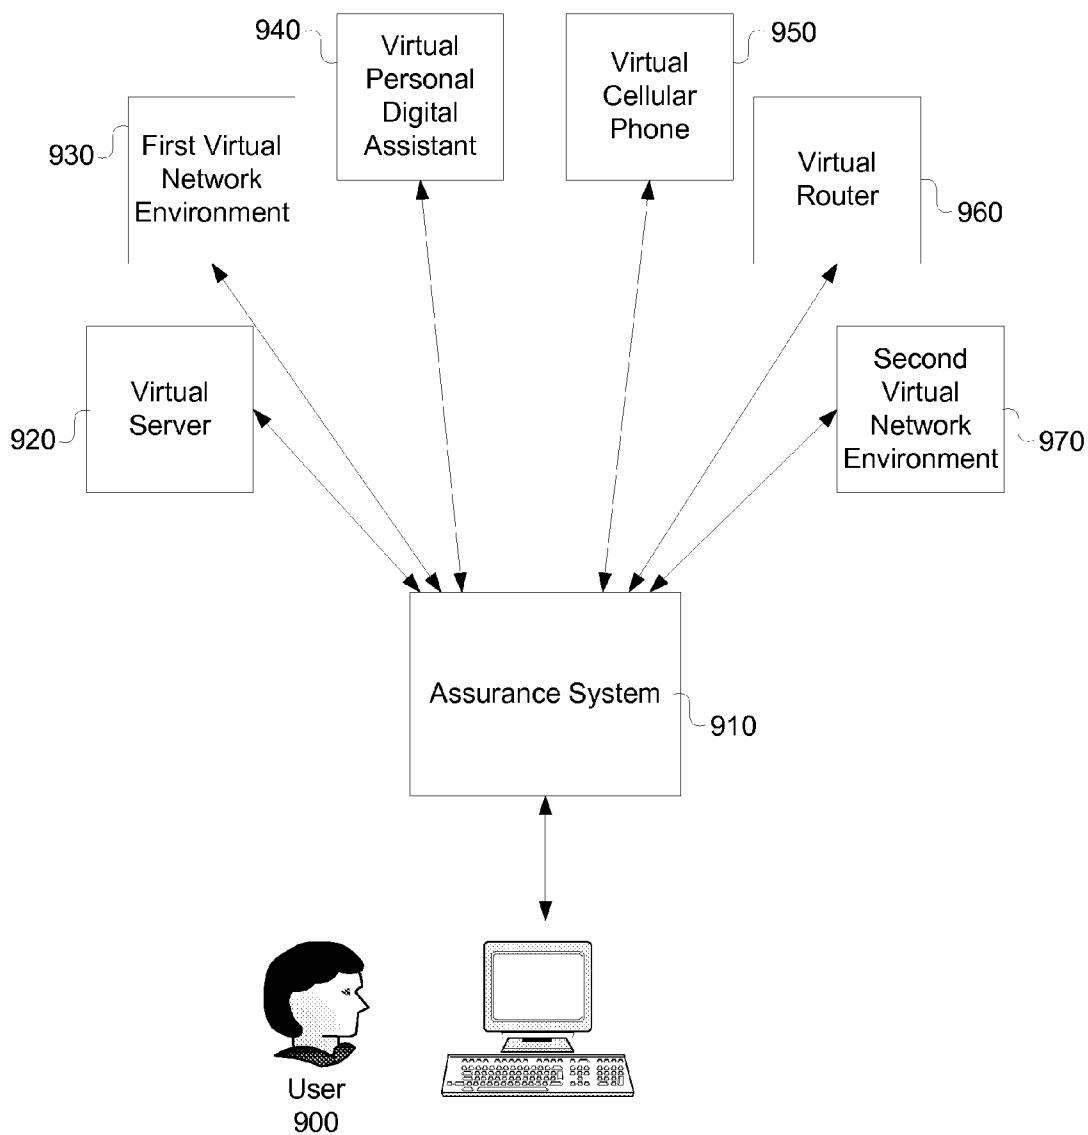 940
Virtual
Personal
Digital
Assistant
950
Virtual
Cellular
Phone
930
First Virtual
Network
Environment
Virtual
Router
960
920
Virtual
Server
Second
Virtual
Network
Environment
970
Assurance System
910
User
900